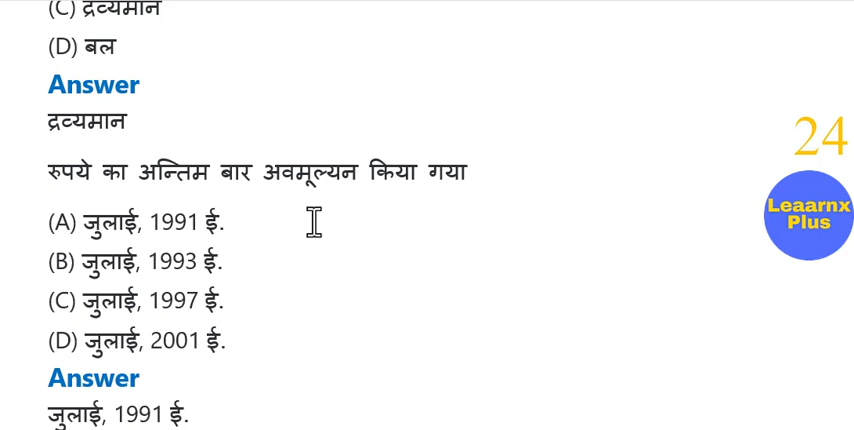 (C) द्रव्यमान
(D) बल
Answer
द्रव्यमान
24
रुपये का अन्तिम बार अवमूल्यन किया गया
Leaarnx
Plus
(A) जुलाई, 1991 ई.
(B) जुलाई, 1993 ई.
(C) जुलाई, 1997 ई.
(D) जुलाई, 2001 ई.
Answer
जुलाई, 1991 ई.